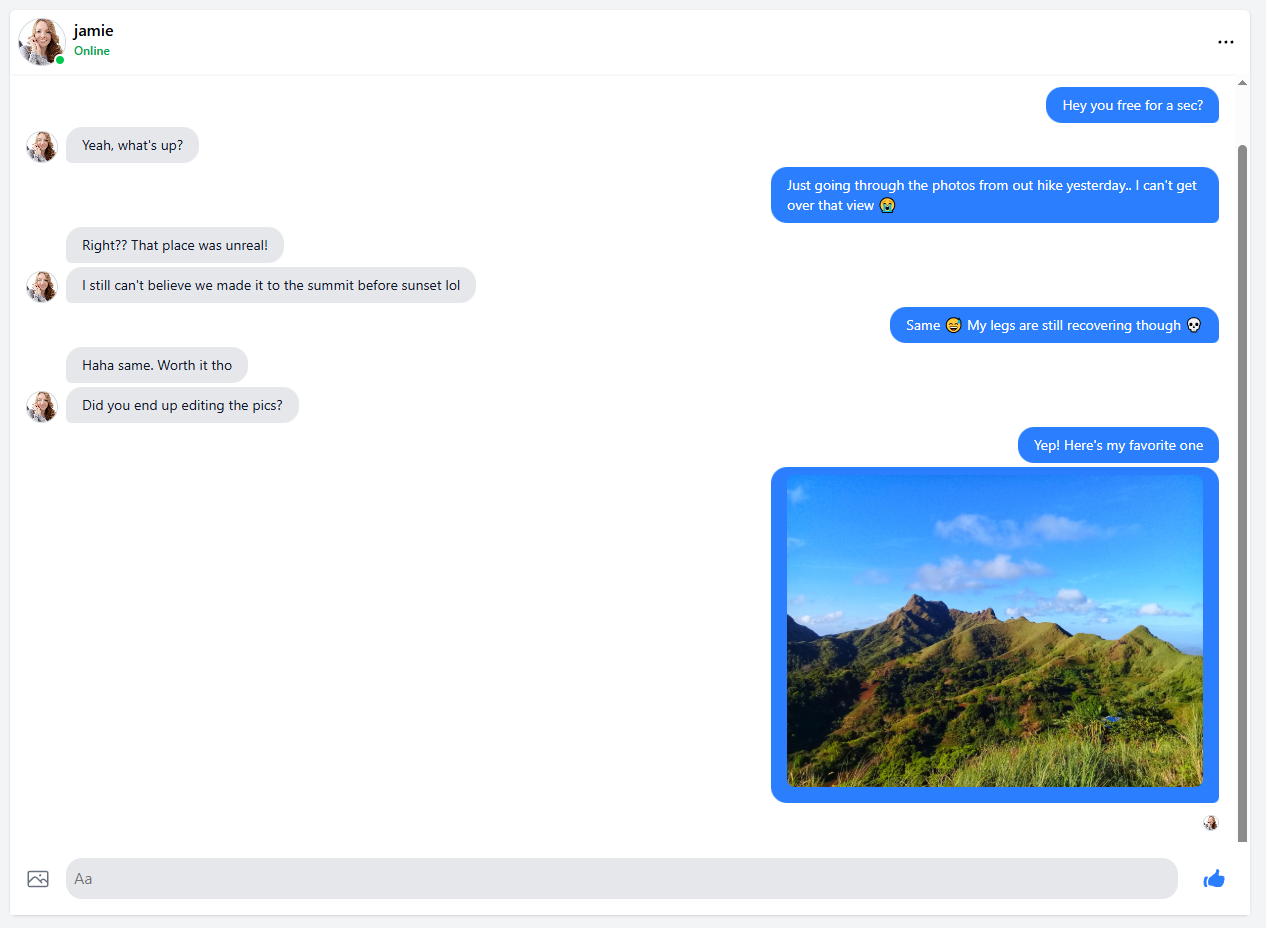 jamie
Online
Hey you free for a sec?
Yeah, what's up?
Just going through the photos from out hike yesterday.. I can't get
over that view 😭
Right?? That place was unreal!
I still can't believe we made it to the summit before sunset lol
Same 😅 My legs are still recovering though 💀
Haha same. Worth it tho
Did you end up editing the pics?
Yep! Here's my favorite one
Aa